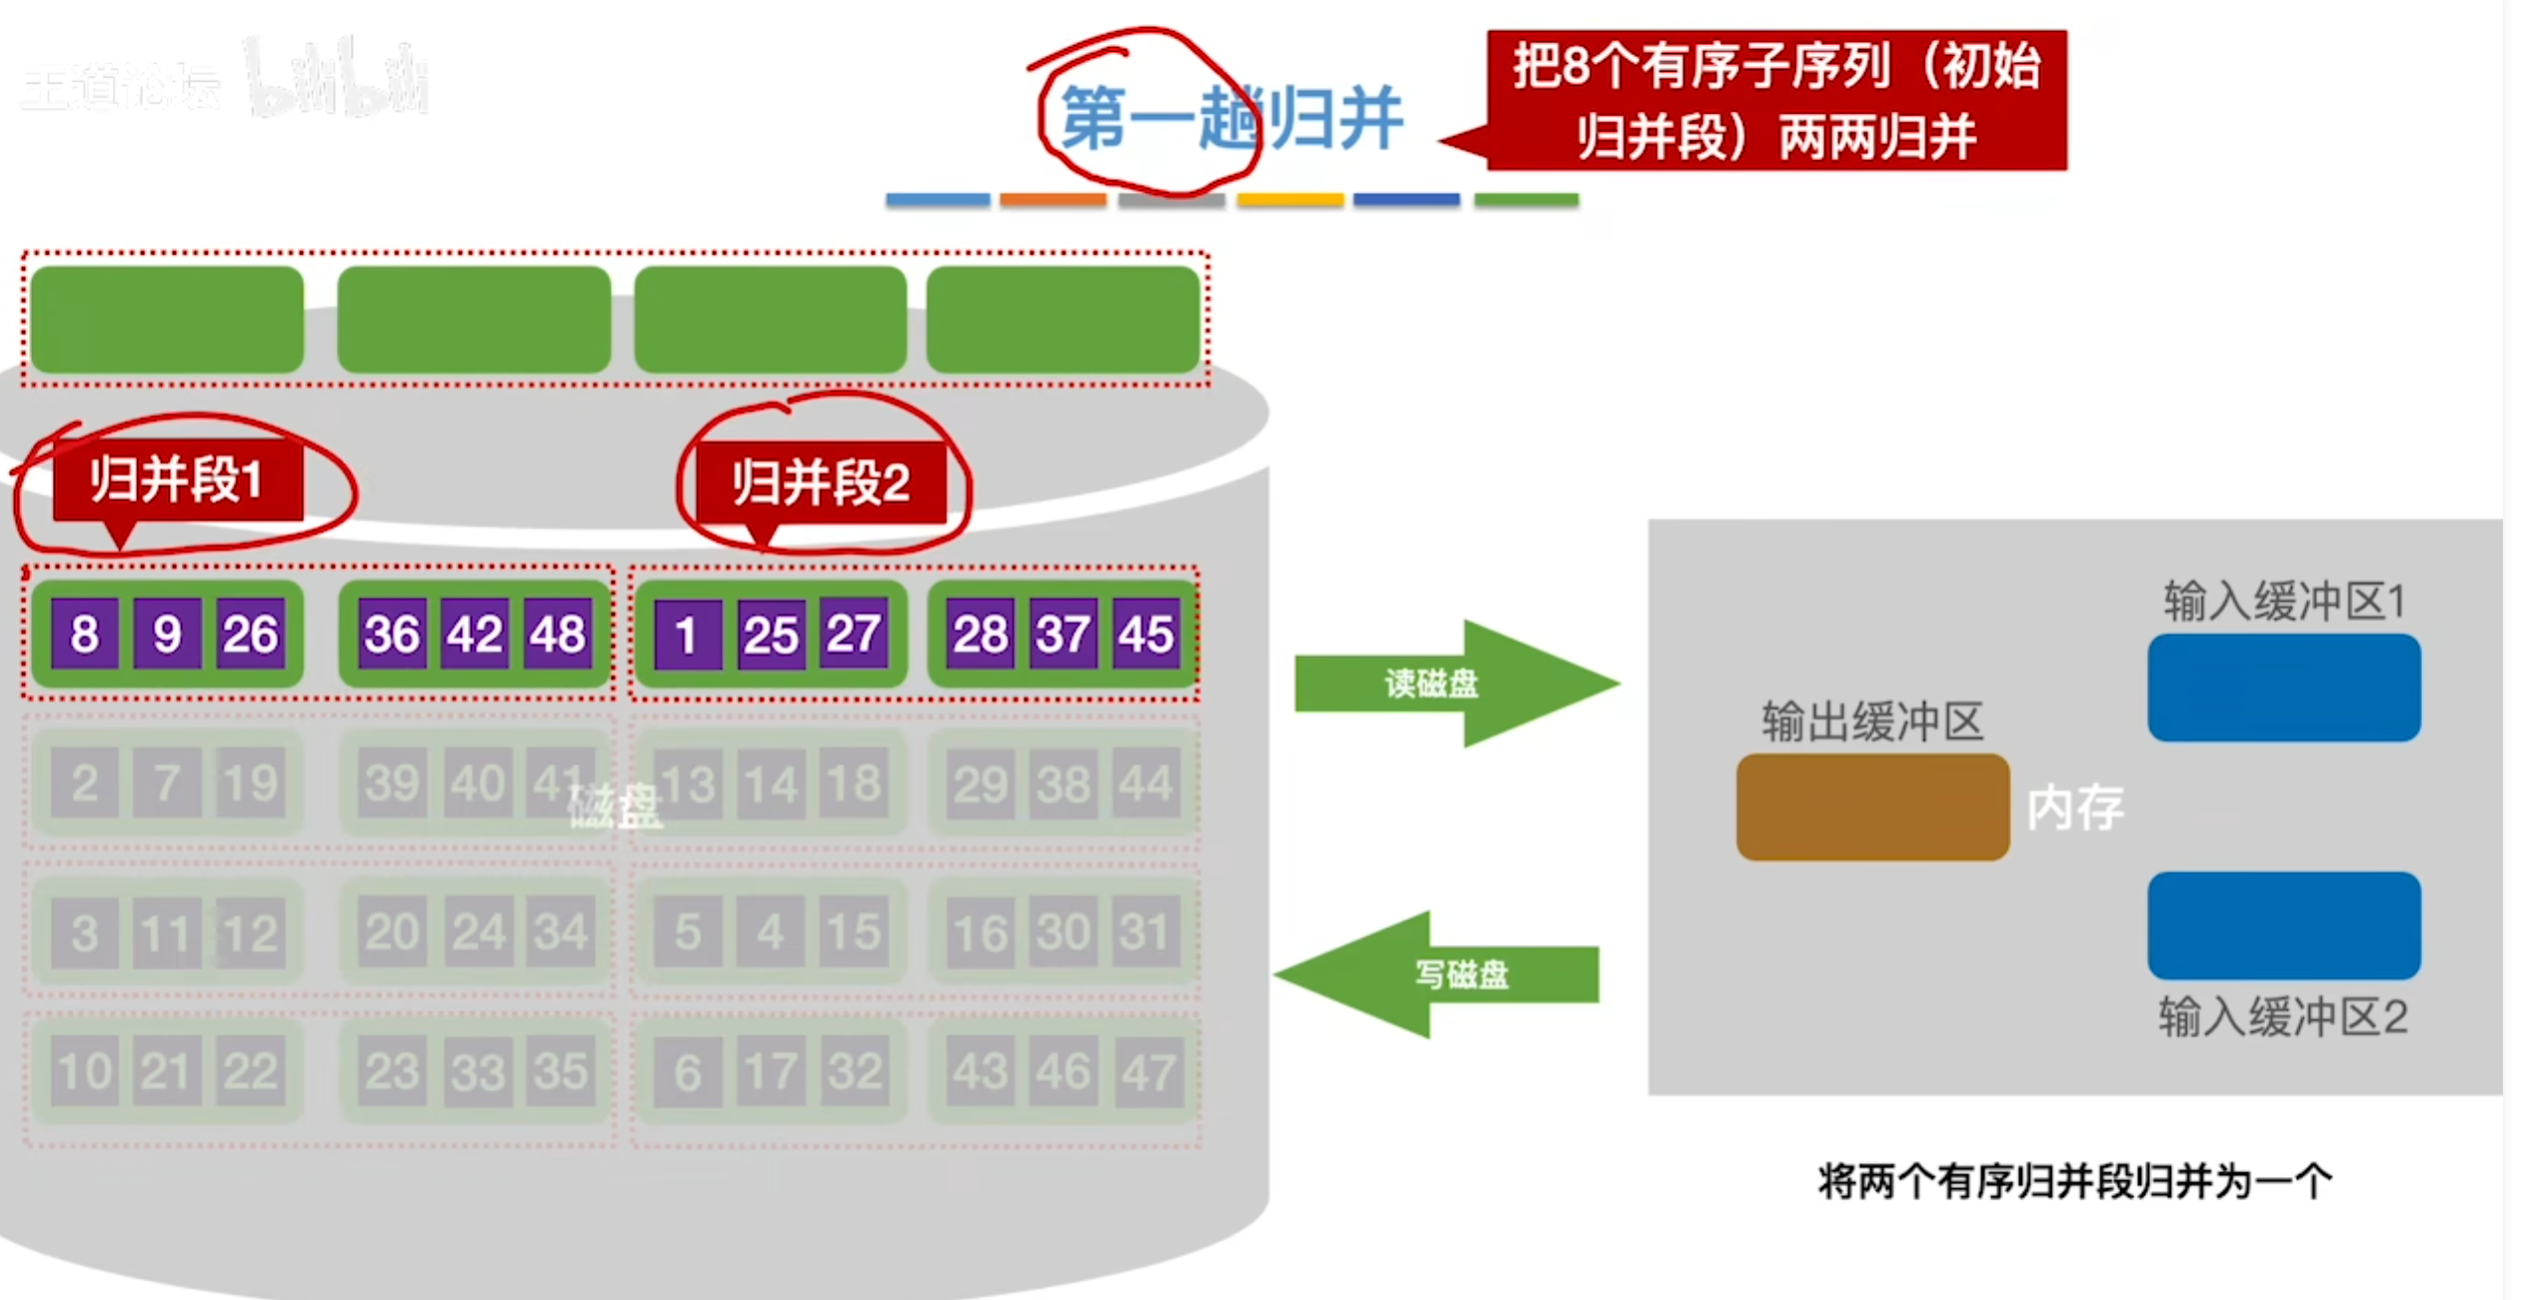 王道论坛 bilibili
第一趟归并
把8个有序子序列（初始
归并段）两两归并
归并段1
归并段2
8 9 26 36 42 48 1 25 27 28 37 45
2 7 19 39 40 41 13 14 18 29 38 44
磁盘
3 11 12 20 24 34 5 4 15 16 30 31
10 21 22 23 33 35 6 17 32 43 46 47
读磁盘
写磁盘
输入缓冲区1
输出缓冲区
内存
输入缓冲区2
将两个有序归并段归并为一个